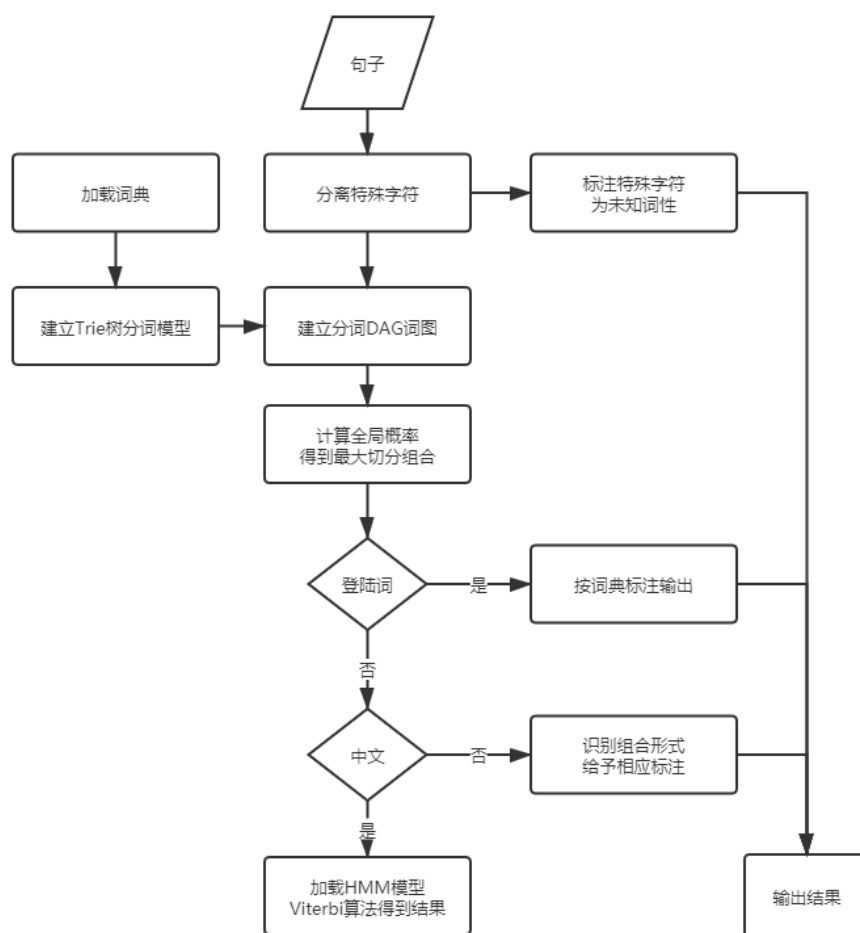 句子
加载词典
分离特殊字符
标注特殊字符
为未知词性
建立Trie树分词模型
建立分词DAG词图
计算全局概率
得到最大切分组合
登陆词
是
按词典标注输出
否
中文
否
识别组合形式
给予相应标注
是
加载HMM模型
Viterbi算法得到结果
输出结果